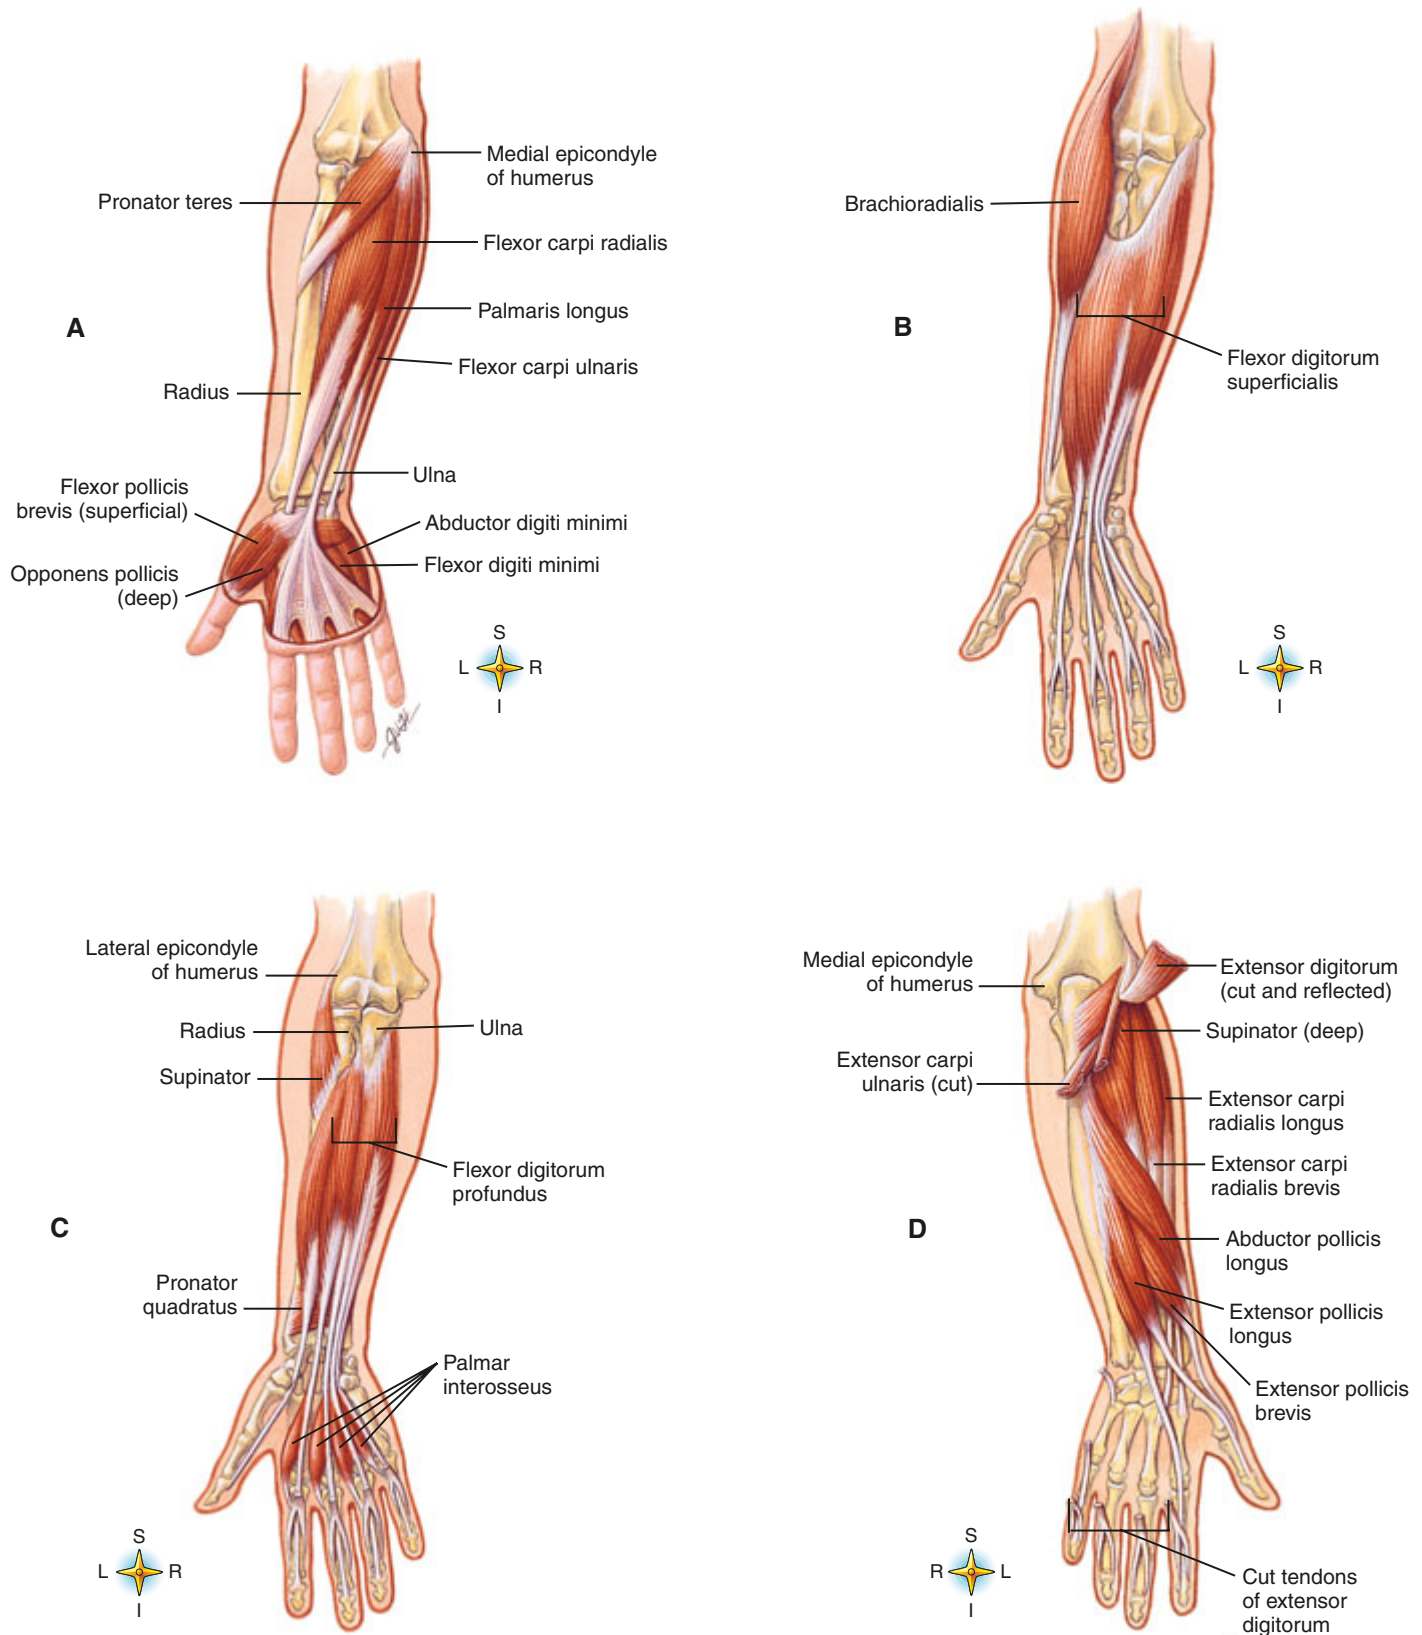 Medial epicondyle
of humerus
Pronator teres
Flexor carpi radialis
Palmaris longus
A
Flexor carpi ulnaris
Radius
Ulna
Flexor pollicis
brevis (superficial)
Abductor digiti minimi
Flexor digiti minimi
Opponens pollicis
(deep)
S
L R
I
Brachioradialis
B
Flexor digitorum
superficialis
S
L R
I
Lateral epicondyle
of humerus
Radius
Ulna
Supinator
Flexor digitorum
profundus
C
Pronator
quadratus
Palmar
interosseus
S
L R
I
Medial epicondyle
of humerus
Extensor digitorum
(cut and reflected)
Supinator (deep)
Extensor carpi
ulnaris (cut)
Extensor carpi
radialis longus
Extensor carpi
radialis brevis
D
Abductor pollicis
longus
Extensor pollicis
longus
Extensor pollicis
brevis
S
R L
I
Cut tendons
of extensor
digitorum